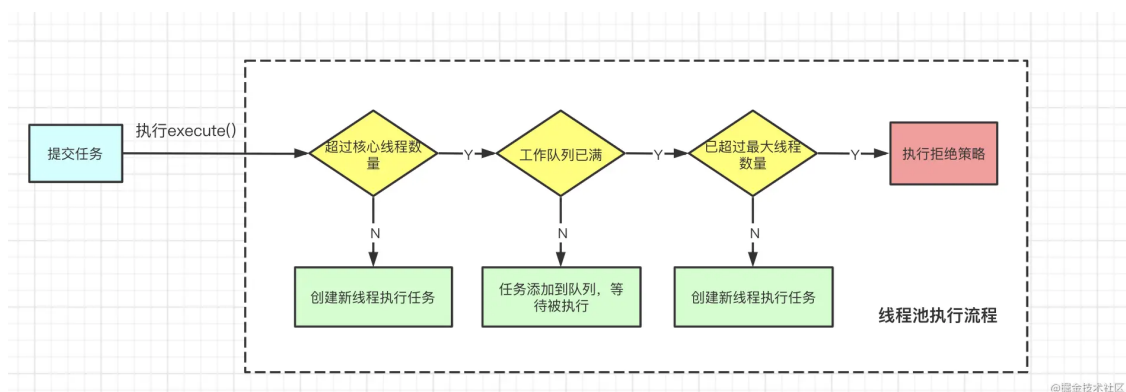 执行execute()
提交任务
超过核心线程数
量
Y
工作队列已满
Y
已超过最大线程
数量
Y
执行拒绝策略
N
N
N
创建新线程执行任务
任务添加到队列，等
待被执行
创建新线程执行任务
线程池执行流程
@掘金技术社区